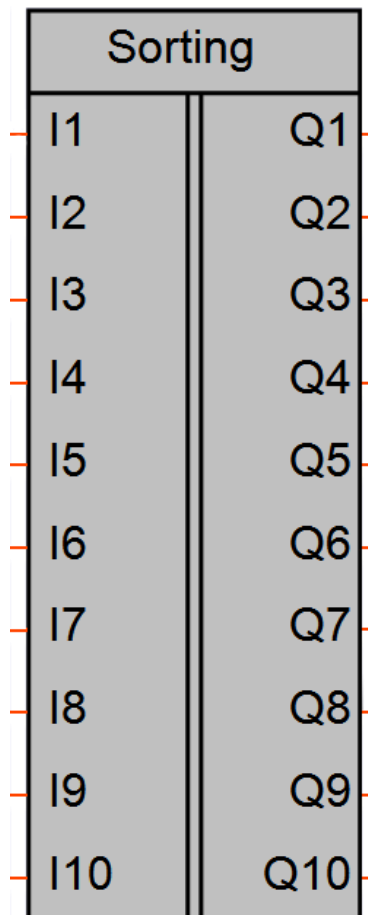 Sorting
I1 Q1
I2 Q2
I3 Q3
I4 Q4
I5 Q5
I6 Q6
I7 Q7
I8 Q8
I9 Q9
I10 Q10